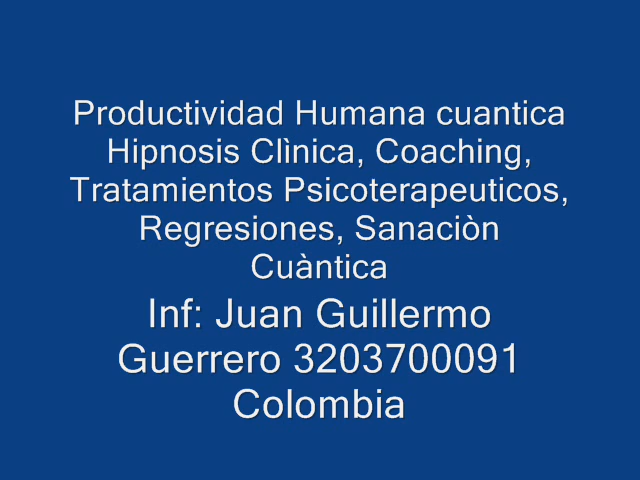 Productividad Humana cuantica
Hipnosis Clìnica, Coaching,
Tratamientos Psicoterapeuticos,
Regresiones, Sanaciòn
Cuàntica
Inf: Juan Guillermo
Guerrero 3203700091
Colombia